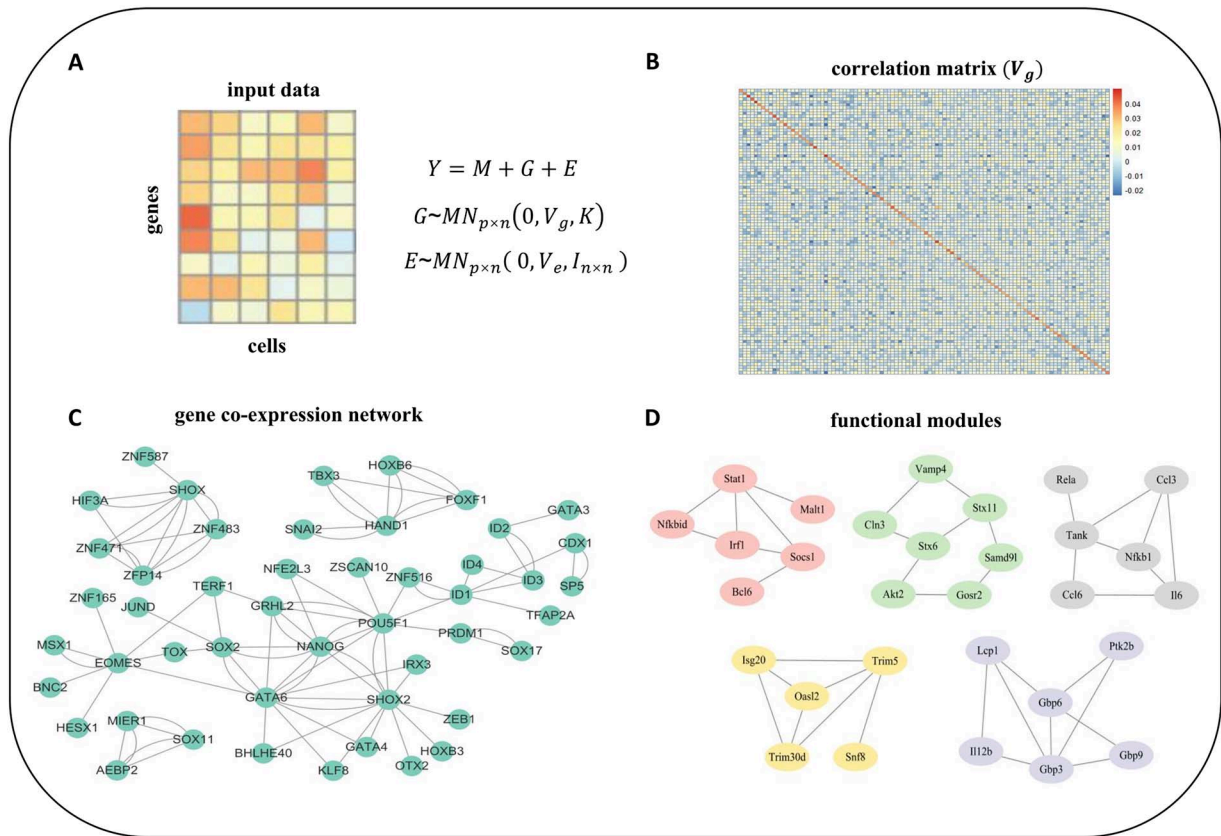 A
input data
genes
cells
Y = M + G + E
G~MN_{p×n}(0, V_g, K)
E~MN_{p×n}( 0, V_e, I_{n×n} )
B
correlation matrix (V_g)
0.04
0.03
0.02
0.01
0
-0.01
-0.02
C
gene co-expression network
ZNF587
SHOX
HIF3A
ZNF483
ZNF471
ZFP14
TBX3
HOXB6
FOXF1
SNAI2
HAND1
ID2
GATA3
CDX1
ID4
ID3
SP5
ZNF165
JUND
TERF1
NFE2L3
ZSCAN10
ZNF516
ID1
TFAP2A
GRHL2
POU5F1
PRDM1
SOX17
MSX1
EOMES
TOX
SOX2
NANOG
IRX3
BNC2
GATA6
SHOX2
HESX1
MIER1
SOX11
AEBP2
BHLHE40
KLF8
GATA4
OTX2
HOXB3
ZEB1
D
functional modules
Stat1
Malt1
Nfkbid
Irf1
Socs1
Bcl6
Vamp4
Stx11
Cln3
Stx6
Samd9l
Akt2
Gosr2
Rela
Ccl3
Tank
Nfkb1
Ccl6
Il6
Isg20
Trim5
Oasl2
Trim30d
Snf8
Lcp1
Ptk2b
Gbp6
Il12b
Gbp3
Gbp9